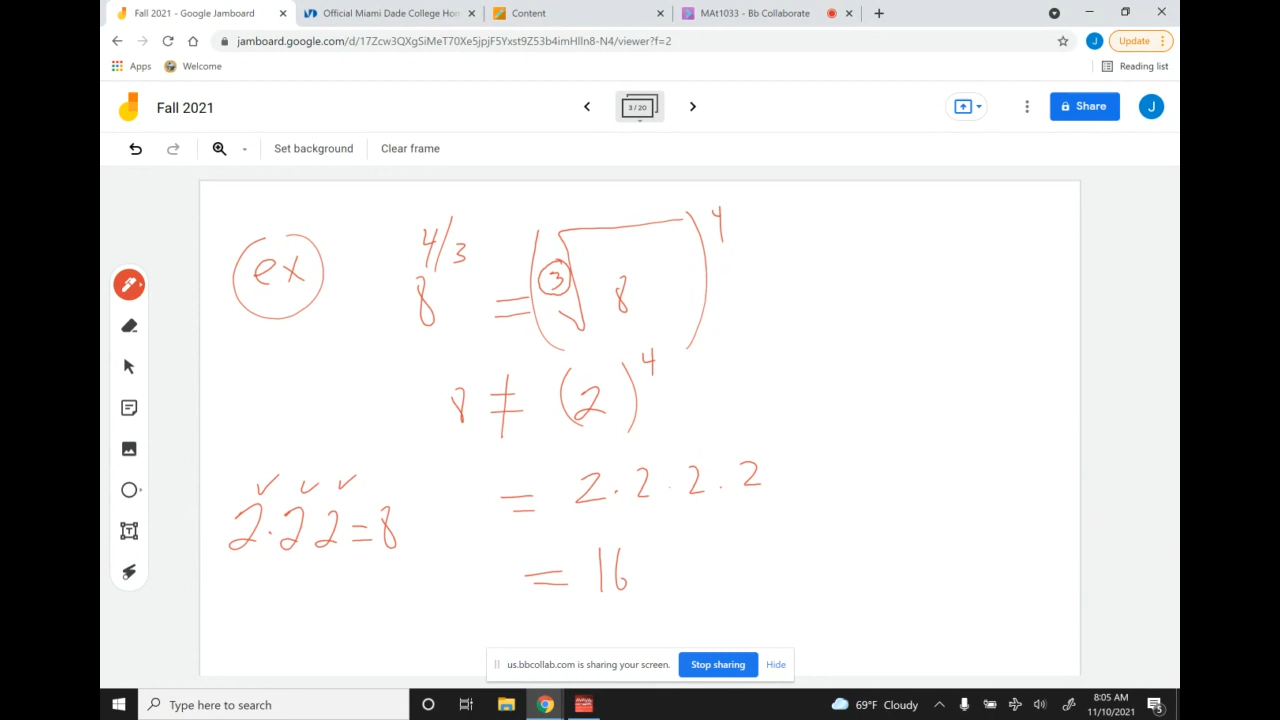 Fall 2021 - Google Jamboard
Official Miami Dade College Hom
Content
MAt1033 - Bb Collaborate
jamboard.google.com/d/17Zcw3QXgSiMeT70Xe5jpjF5Yxst9Z53b4imHlln8-N4/viewer?f=2
Update
Apps
Welcome
Reading list
Fall 2021
3 / 20
Share
J
Set background
Clear frame
ex
8^(4/3) = (∛8)^4
8 ≠ (2)^4
= 2·2·2·2
2·2 2=8
= 16
us.bbcollab.com is sharing your screen.
Stop sharing
Hide
Type here to search
69°F Cloudy
8:05 AM
11/10/2021
5